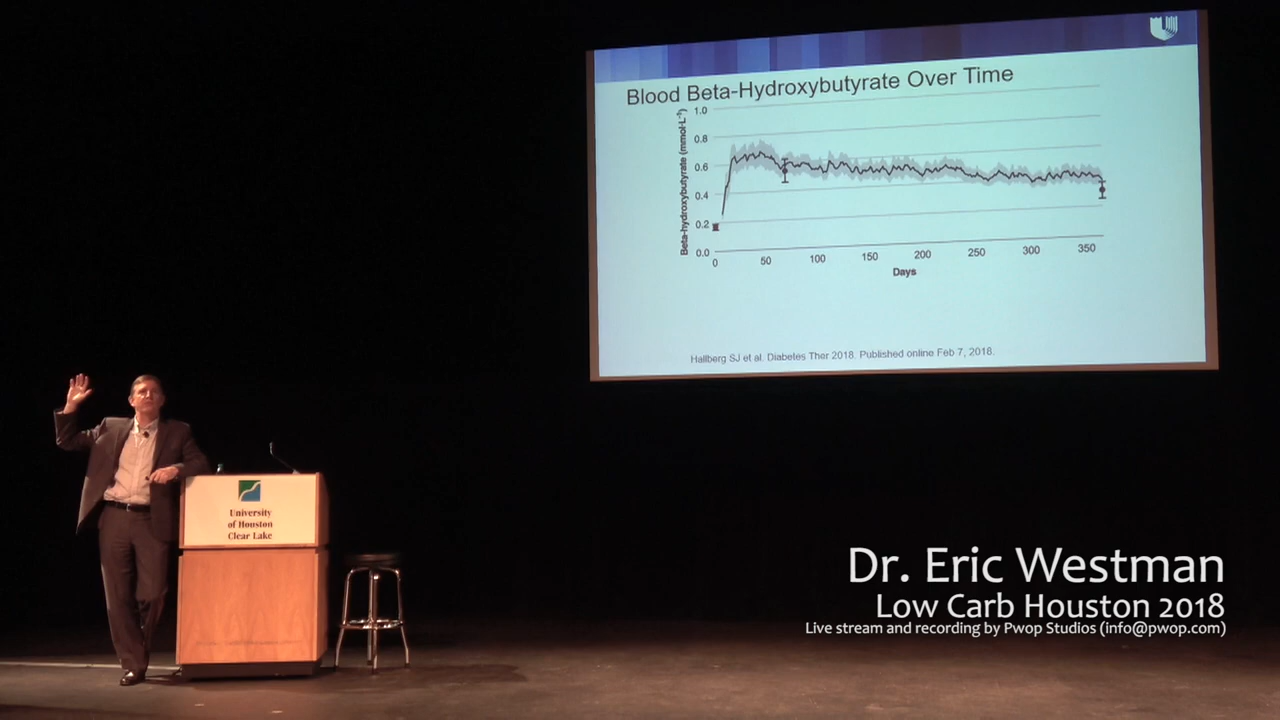 Blood Beta-Hydroxybutyrate Over Time
Beta-hydroxybutyrate (mmol·L⁻¹)
1.0
0.8
0.6
0.4
0.2
0.0
0 50 100 150 200 250 300 350
Days
Hallberg SJ et al. Diabetes Ther 2018. Published online Feb 7, 2018.
University
of Houston
Clear Lake
Dr. Eric Westman
Low Carb Houston 2018
Live stream and recording by Pwop Studios (info@pwop.com)